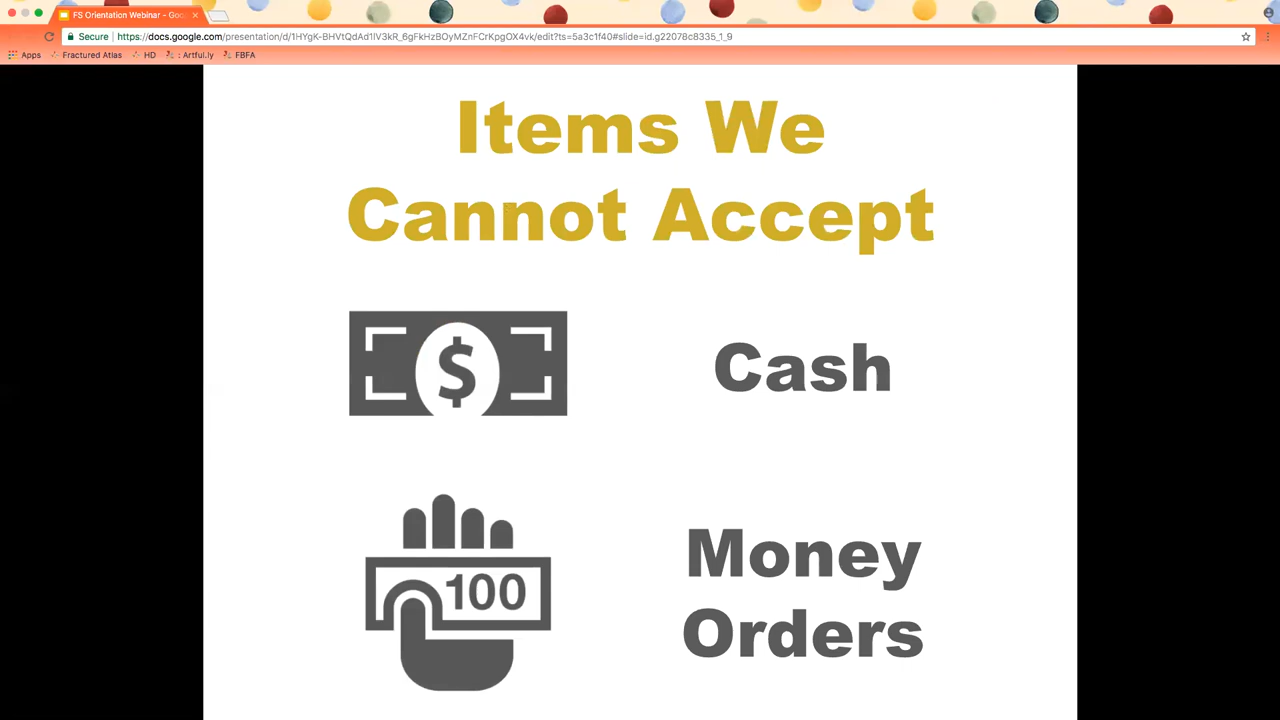 FS Orientation Webinar - Goo
Secure
https://docs.google.com/presentation/d/1HYgK-BHVtQdAd1IV3kR_6gFkHzBOyMZnFCrKpgOX4vk/edit?ts=5a3c1f40#slide=id.g22078c8335_1_9
Apps Fractured Atlas HD : Artful.ly FBFA
Items We
Cannot Accept
$
Cash
100
Money
Orders